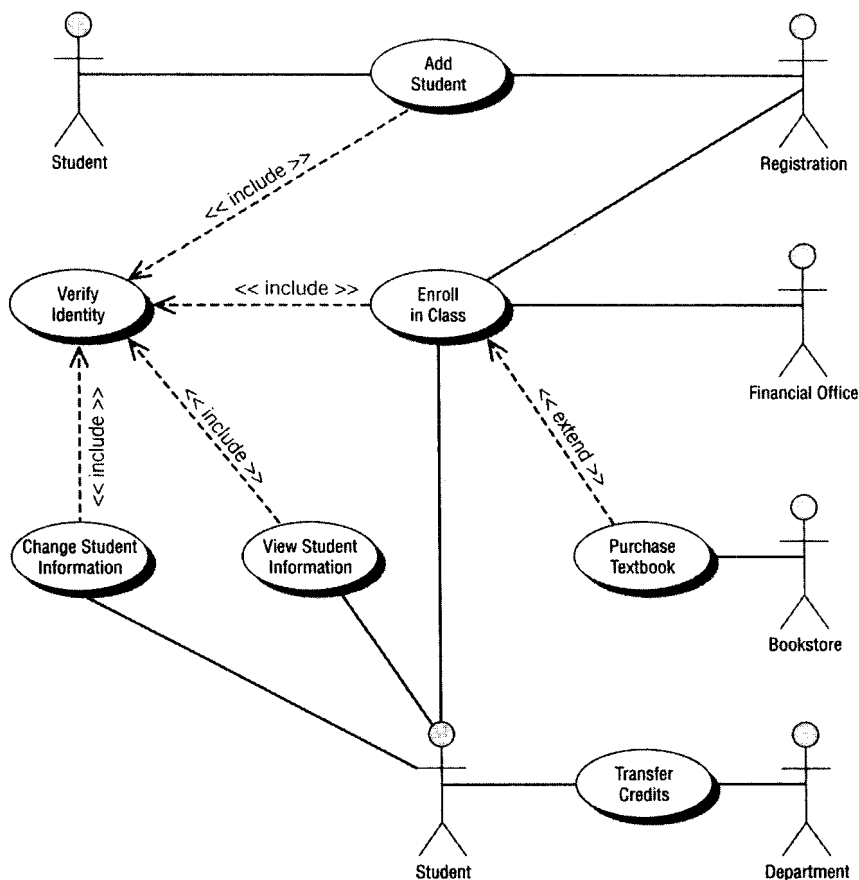 Add
Student
Student
Registration
<< include >>
Verify
Identity
<< include >>
Enroll
in Class
Financial Office
<< include >>
<< include >>
<< extend >>
Change Student
Information
View Student
Information
Purchase
Textbook
Bookstore
Transfer
Credits
Student
Department